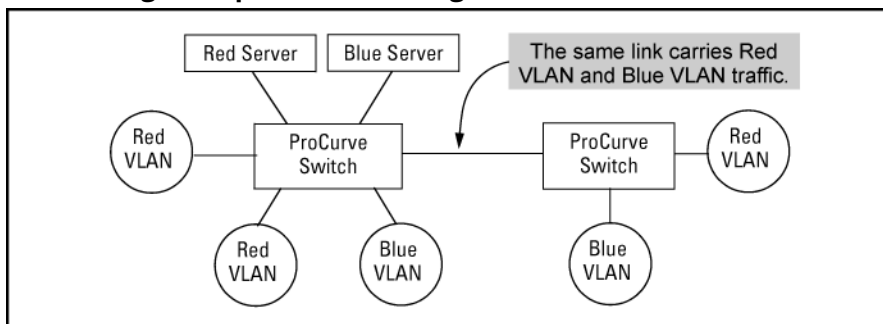 Red Server
Blue Server
The same link carries Red
VLAN and Blue VLAN traffic.
Red
VLAN
ProCurve
Switch
ProCurve
Switch
Red
VLAN
Red
VLAN
Blue
VLAN
Blue
VLAN